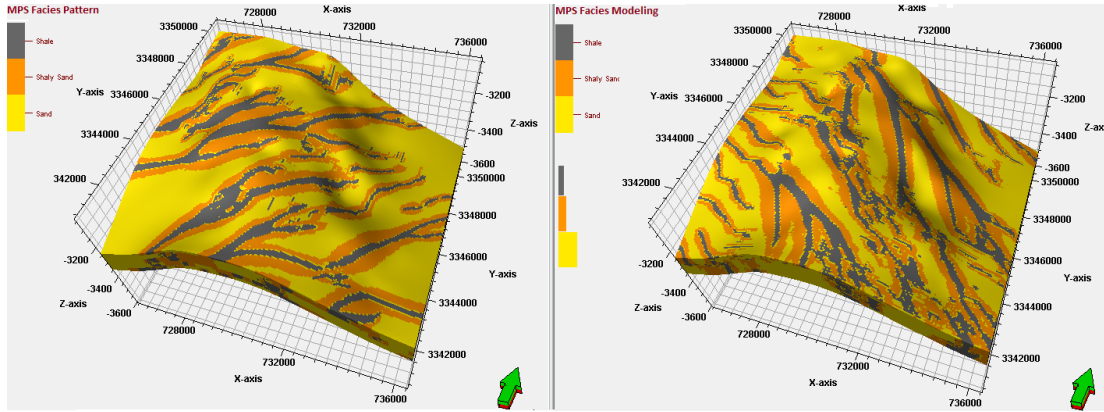 MPS Facies Pattern
Shale
Shaly Sand
Sand
X-axis
728000
732000
736000
3350000
3348000
Y-axis
3346000
3344000
342000
-3200
Z-axis
-3400
-3600
3350000
3348000
3346000
Y-axis
3344000
3342000
-3200
-3400
Z-axis
-3600
728000
732000
X-axis
736000
MPS Facies Modeling
Shale
Shaly Sand
Sand
X-axis
728000
732000
736000
3350000
3348000
Y-axis
3346000
3344000
3342000
-3200
Z-axis
-3400
-3600
3350000
3348000
3346000
Y-axis
3344000
3342000
-3200
-3400
Z-axis
-3600
728000
732000
X-axis
736000